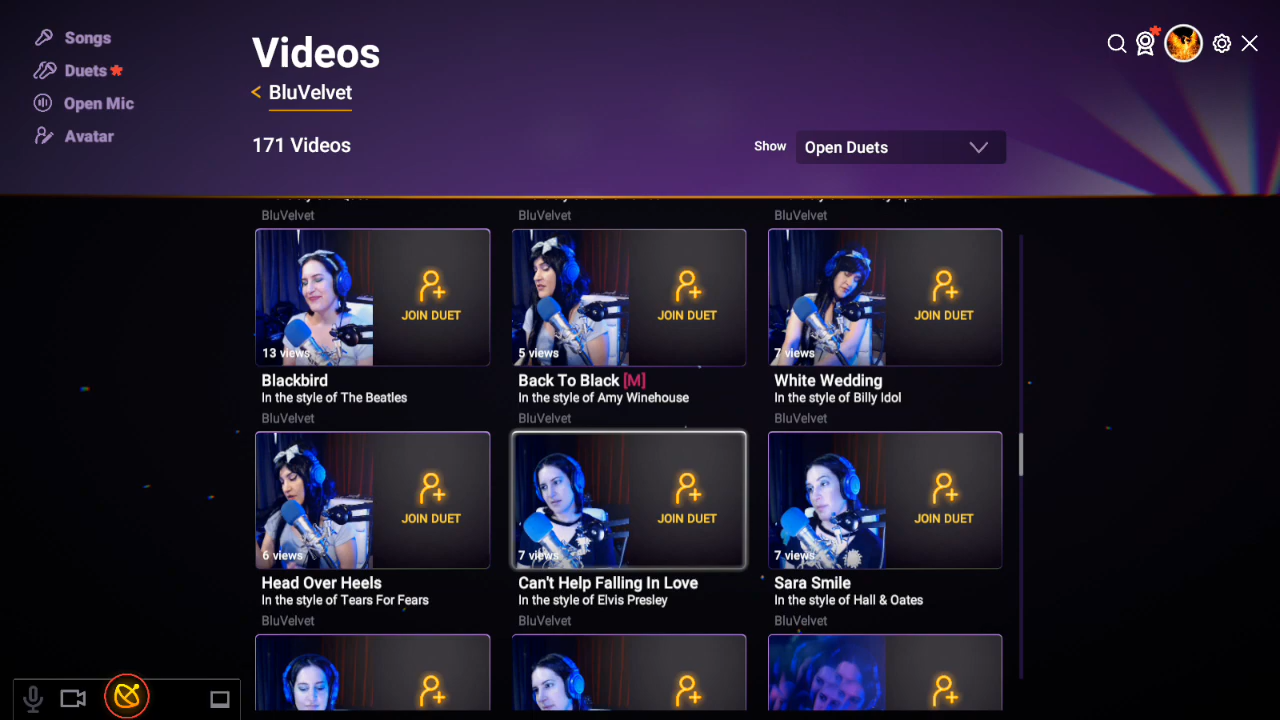 Songs
Duets
Open Mic
Avatar
Videos
< BluVelvet
171 Videos
Show
Open Duets
BluVelvet
BluVelvet
BluVelvet
JOIN DUET
13 views
JOIN DUET
5 views
JOIN DUET
7 views
Blackbird
In the style of The Beatles
BluVelvet
Back To Black [M]
In the style of Amy Winehouse
BluVelvet
White Wedding
In the style of Billy Idol
BluVelvet
JOIN DUET
6 views
JOIN DUET
7 views
JOIN DUET
7 views
Head Over Heels
In the style of Tears For Fears
BluVelvet
Can't Help Falling In Love
In the style of Elvis Presley
BluVelvet
Sara Smile
In the style of Hall & Oates
BluVelvet